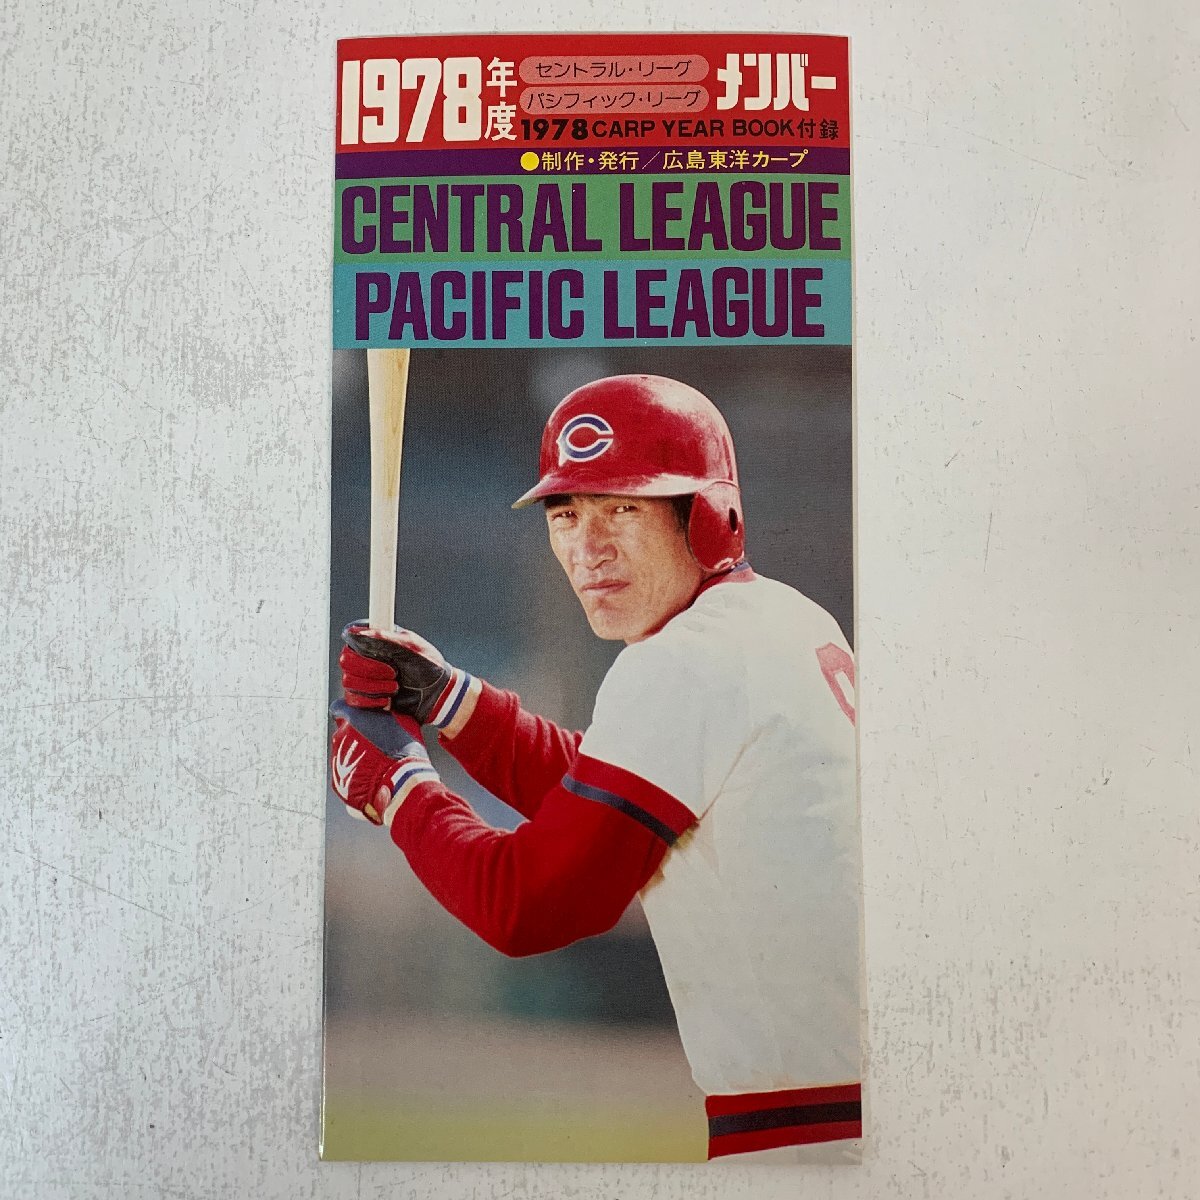 1978年度
セントラル・リーグ
パシフィック・リーグ
メンバー
1978 CARP YEAR BOOK付録
●制作・発行/広島東洋カープ
CENTRAL LEAGUE
PACIFIC LEAGUE
C